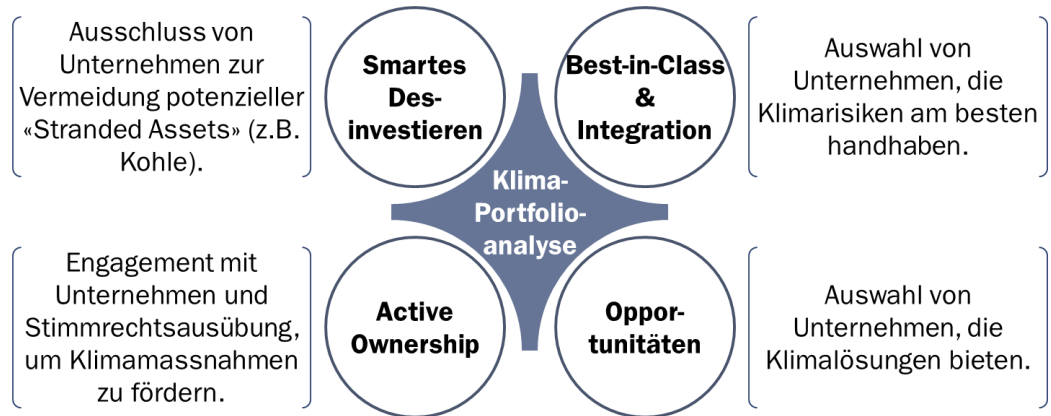 Ausschluss von
Unternehmen zur
Vermeidung potenzieller
«Stranded Assets» (z.B.
Kohle).
Smartes
Des-
investieren
Best-in-Class
&
Integration
Auswahl von
Unternehmen, die
Klimarisiken am besten
handhaben.
Klima-
Portfolio-
analyse
Engagement mit
Unternehmen und
Stimmrechtsausübung,
um Klimamassnahmen
zu fördern.
Active
Ownership
Oppor-
tunitäten
Auswahl von
Unternehmen, die
Klimalösungen bieten.